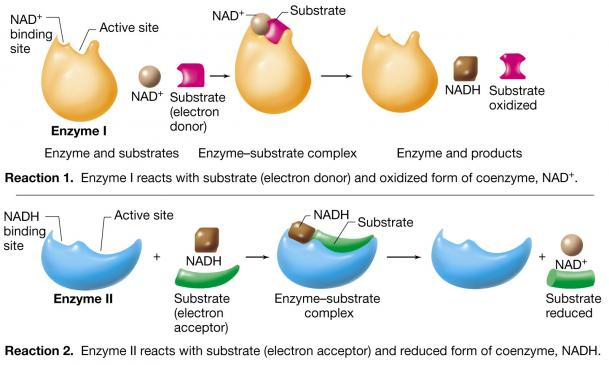 NAD+
binding
site
Active site
Enzyme I
NAD+
Substrate
(electron
donor)
NAD+
Substrate
NADH
Substrate
oxidized
Enzyme and substrates
Enzyme–substrate complex
Enzyme and products
Reaction 1. Enzyme I reacts with substrate (electron donor) and oxidized form of coenzyme, NAD+.
NADH
binding
site
Active site
Enzyme II
+
NADH
Substrate
(electron
acceptor)
NADH
Substrate
Enzyme–substrate
complex
+
NAD+
Substrate
reduced
Reaction 2. Enzyme II reacts with substrate (electron acceptor) and reduced form of coenzyme, NADH.